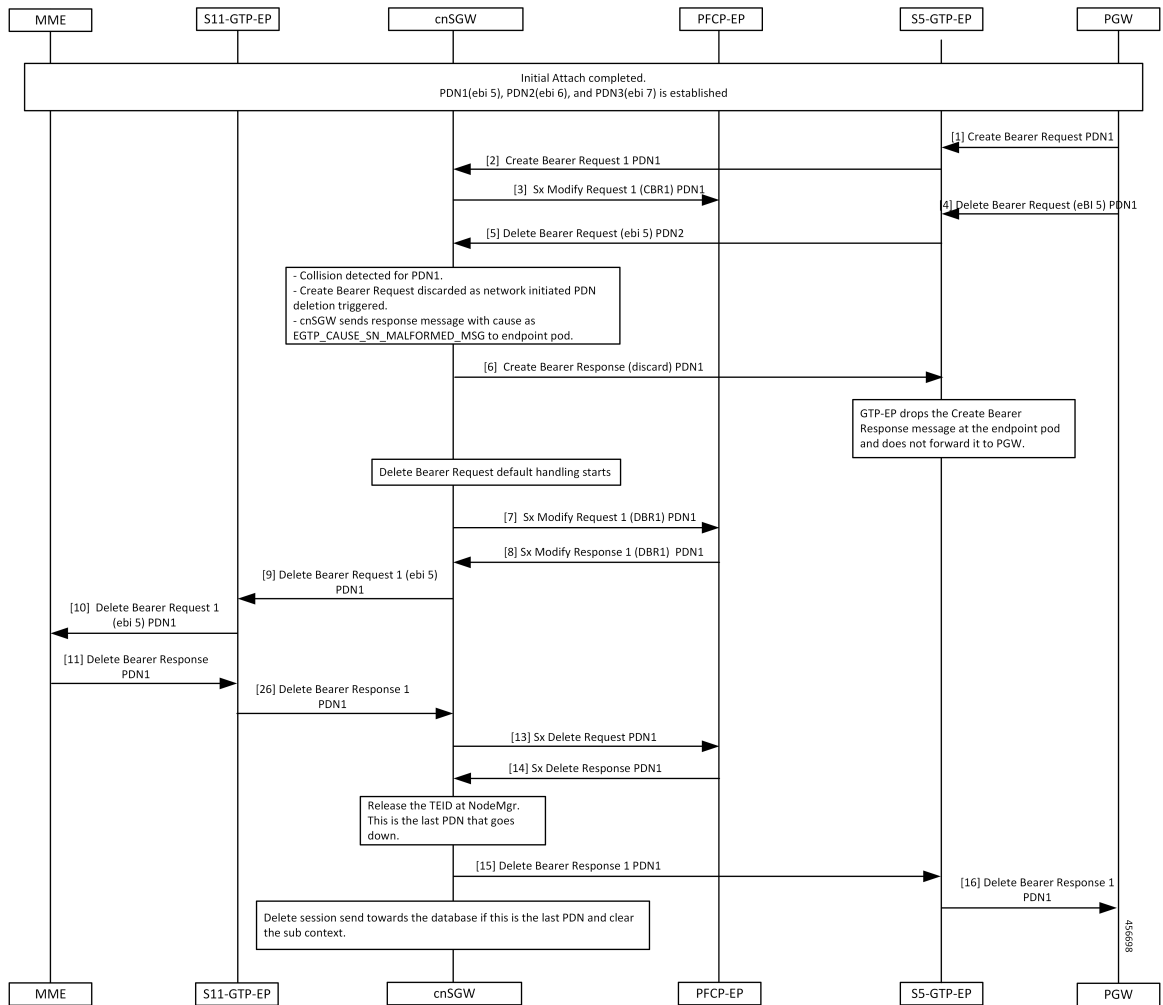 MME
S11-GTP-EP
cnSGW
PFCP-EP
S5-GTP-EP
PGW
Initial Attach completed.
PDN1(ebi 5), PDN2(ebi 6), and PDN3(ebi 7) is established
[1] Create Bearer Request PDN1
[2]  Create Bearer Request 1 PDN1
[3]  Sx Modify Request 1 (CBR1) PDN1
[4] Delete Bearer Request (eBI 5) PDN1
[5] Delete Bearer Request (ebi 5) PDN2
- Collision detected for PDN1.
- Create Bearer Request discarded as network initiated PDN
deletion triggered.
- cnSGW sends response message with cause as
EGTP_CAUSE_SN_MALFORMED_MSG to endpoint pod.
[6]  Create Bearer Response (discard) PDN1
GTP-EP drops the Create Bearer
Response message at the endpoint pod
and does not forward it to PGW.
Delete Bearer Request default handling starts
[7]  Sx Modify Request 1 (DBR1) PDN1
[8] Sx Modify Response 1 (DBR1)  PDN1
[9] Delete Bearer Request 1 (ebi 5)
PDN1
[10]  Delete Bearer Request 1
(ebi 5) PDN1
[11] Delete Bearer Response
PDN1
[26] Delete Bearer Response 1
PDN1
[13] Sx Delete Request PDN1
[14] Sx Delete Response PDN1
Release the TEID at NodeMgr.
This is the last PDN that goes
down.
[15] Delete Bearer Response 1 PDN1
[16] Delete Bearer Response 1
PDN1
Delete session send towards the database if this is the last PDN and clear
the sub context.
456698
MME
S11-GTP-EP
cnSGW
PFCP-EP
S5-GTP-EP
PGW